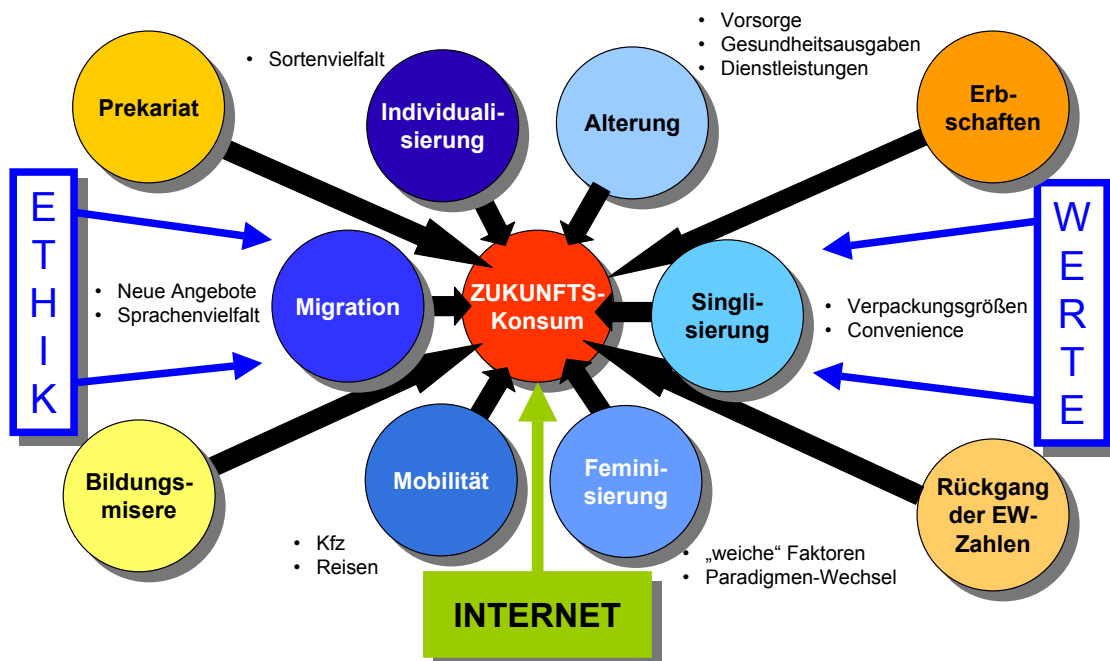 • Vorsorge
• Gesundheitsausgaben
• Dienstleistungen
• Sortenvielfalt
Prekariat
Individuali-
sierung
Alterung
Erb-
schaften
E
T
H
I
K
W
E
R
T
E
• Neue Angebote
• Sprachenvielfalt
Migration
ZUKUNFTS-
Konsum
Singli-
sierung
• Verpackungsgrößen
• Convenience
Bildungs-
misere
Mobilität
Femini-
sierung
Rückgang
der EW-
Zahlen
• Kfz
• Reisen
• „weiche“ Faktoren
• Paradigmen-Wechsel
INTERNET